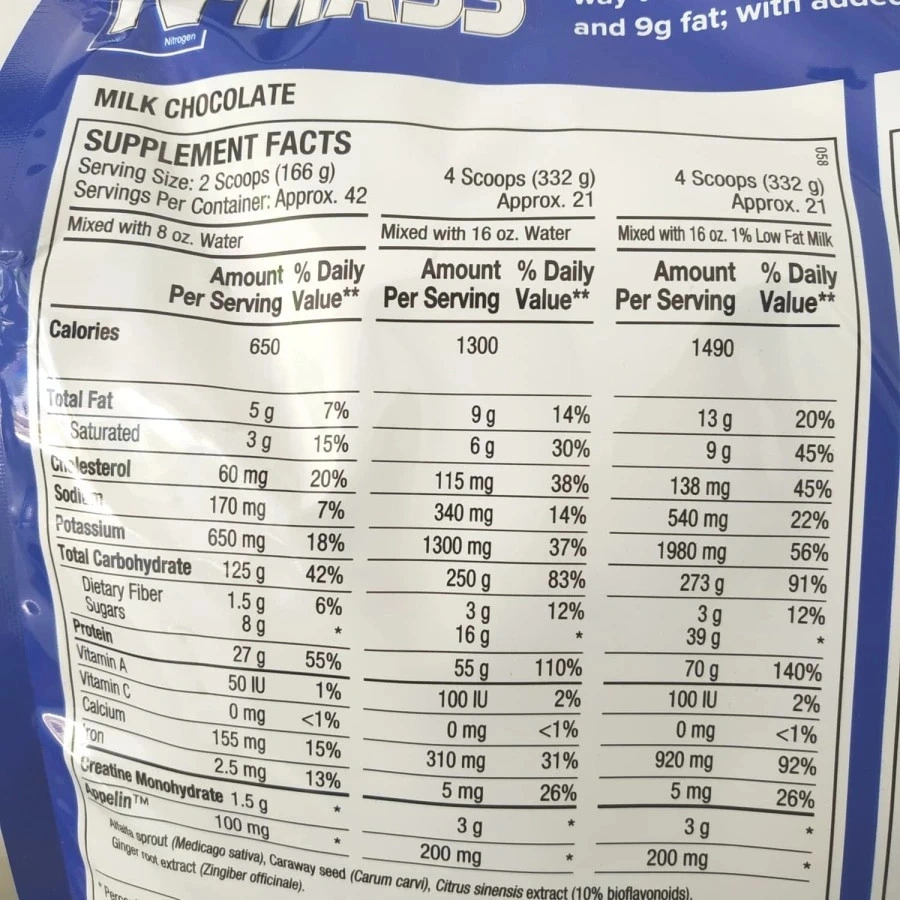 N-MASS
Nitrogen
and 9g fat; with
MILK CHOCOLATE
SUPPLEMENT FACTS
058
Serving Size: 2 Scoops (166 g) 4 Scoops (332 g) 4 Scoops (332 g)
Servings Per Container: Approx. 42 Approx. 21 Approx. 21
Mixed with 8 oz. Water Mixed with 16 oz. Water Mixed with 16 oz. 1% Low Fat Milk
Amount % Daily Amount % Daily Amount % Daily
Per Serving Value** Per Serving Value** Per Serving Value**
Calories 650 1300 1490
Total Fat 5 g 7% 9 g 14% 13 g 20%
Saturated 3 g 15% 6 g 30% 9 g 45%
Cholesterol 60 mg 20% 115 mg 38% 138 mg 45%
Sodium 170 mg 7% 340 mg 14% 540 mg 22%
Potassium 650 mg 18% 1300 mg 37% 1980 mg 56%
Total Carbohydrate 125 g 42% 250 g 83% 273 g 91%
Dietary Fiber 1.5 g 6% 3 g 12% 3 g 12%
Sugars 8 g * 16 g * 39 g *
Protein 27 g 55% 55 g 110% 70 g 140%
Vitamin A 50 IU 1% 100 IU 2% 100 IU 2%
Vitamin C 0 mg <1% 0 mg <1% 0 mg <1%
Calcium 155 mg 15% 310 mg 31% 920 mg 92%
Iron 2.5 mg 13% 5 mg 26% 5 mg 26%
Creatine Monohydrate 1.5 g * 3 g * 3 g *
Appelin™ 100 mg * 200 mg * 200 mg *
Alfalfa sprout (Medicago sativa), Caraway seed (Carum carvi), Citrus sinensis extract (10% bioflavonoids),
Ginger root extract (Zingiber officinale).